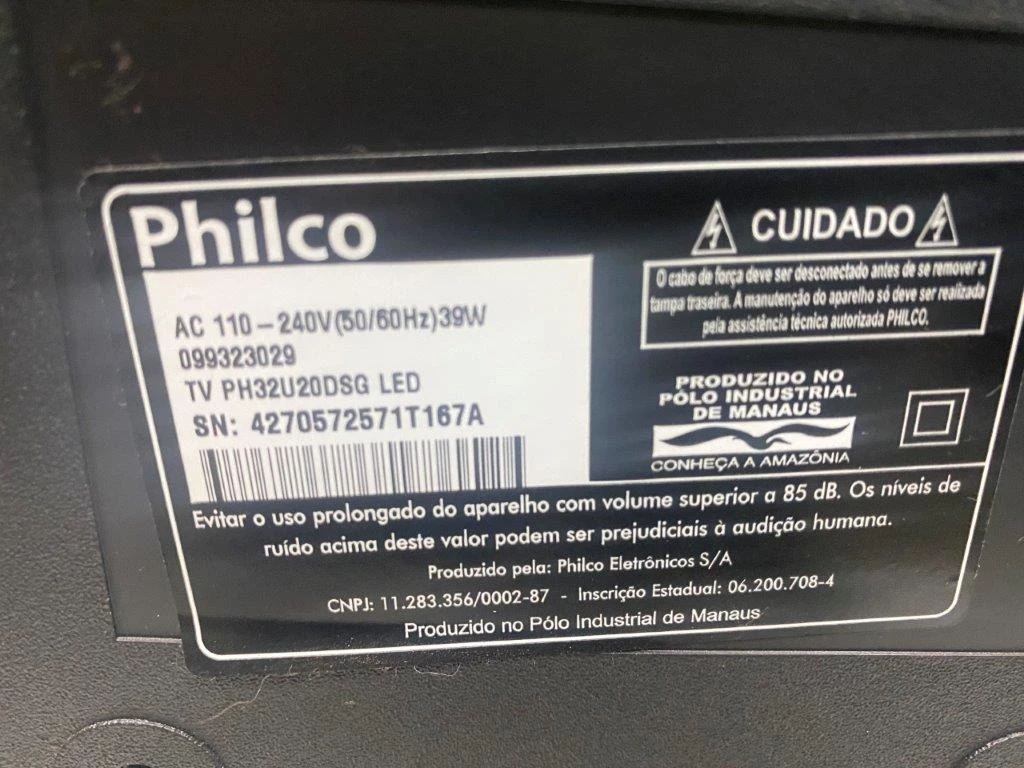 Philco
AC 110-240V(50/60Hz)39W
099323029
TV PH32U20DSG LED
SN: 4270572571T167A
CUIDADO
O cabo de força deve ser desconectado antes de se remover a
tampa traseira. A manutenção do aparelho só deve ser realizada
pela assistência técnica autorizada PHILCO.
PRODUZIDO NO
PÓLO INDUSTRIAL
DE MANAUS
CONHEÇA A AMAZÔNIA
Evitar o uso prolongado do aparelho com volume superior a 85 dB. Os níveis de
ruído acima deste valor podem ser prejudiciais à audição humana.
Produzido pela: Philco Eletrônicos S/A
CNPJ: 11.283.356/0002-87 - Inscrição Estadual: 06.200.708-4
Produzido no Pólo Industrial de Manaus